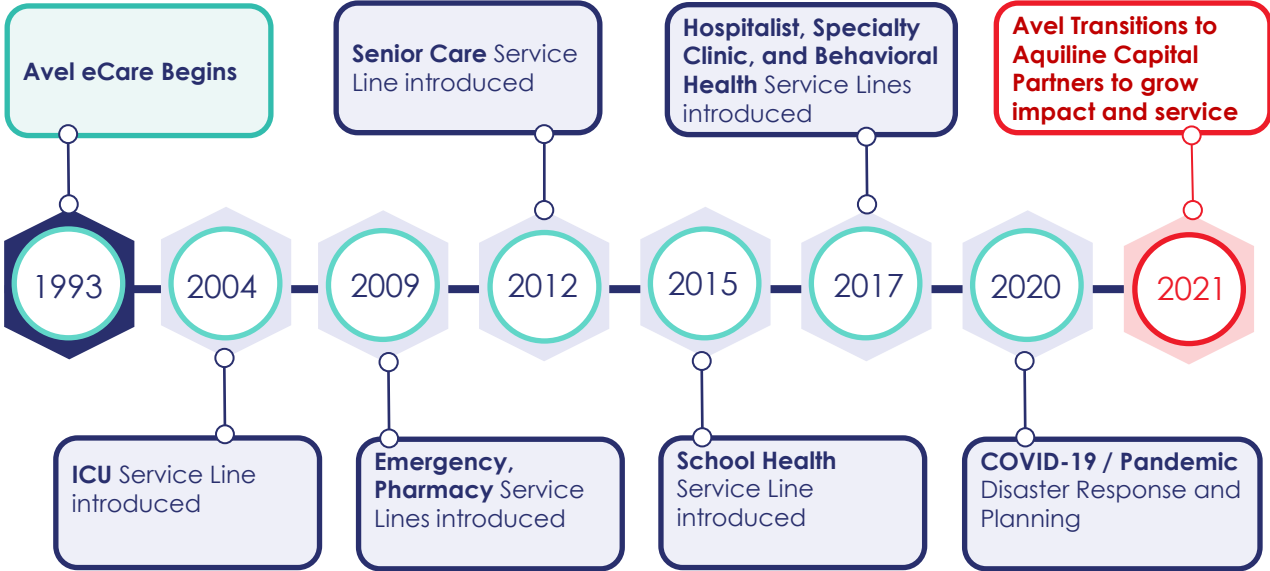 Avel eCare Begins
Senior Care Service
Line introduced
Hospitalist, Specialty
Clinic, and Behavioral
Health Service Lines
introduced
Avel Transitions to
Aquiline Capital
Partners to grow
impact and service
1993
2004
2009
2012
2015
2017
2020
2021
ICU Service Line
introduced
Emergency,
Pharmacy Service
Lines introduced
School Health
Service Line
introduced
COVID-19 / Pandemic
Disaster Response and
Planning